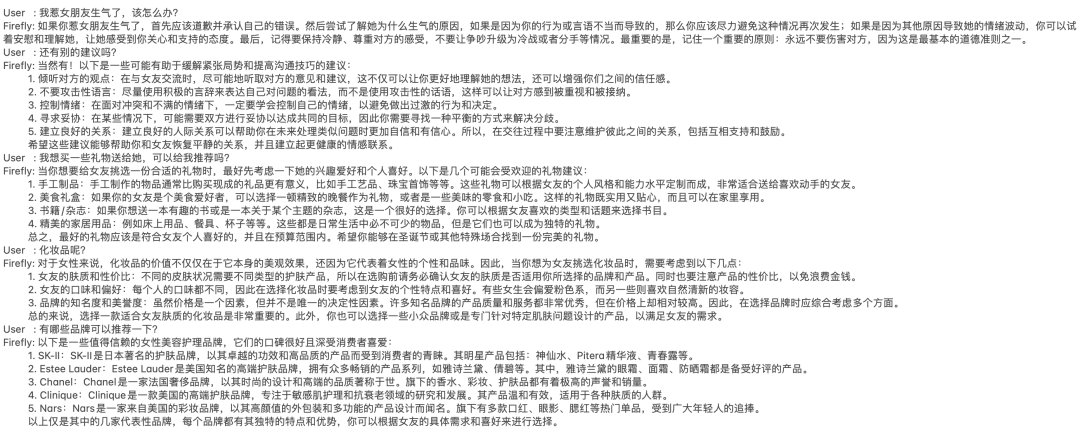 User : 我惹女朋友生气了，该怎么办?
Firefly: 如果你惹女朋友生气了，首先应该道歉并承认自己的错误。然后尝试了解她为什么生气的原因，如果是因为你的行为或言语不当而导致的，那么你应该尽力避免这种情况再次发生；如果是因为其他原因导致她的情绪波动，你可以试
着安慰和理解她，让她感受到你关心和支持的态度。最后，记得要保持冷静、尊重对方的感受，不要让争吵升级为冷战或者分手等情况。最重要的是，记住一个重要的原则：永远不要伤害对方，因为这是最基本的道德准则之一。
User : 还有别的建议吗?
Firefly: 当然有！以下是一些可能有助于缓解紧张局势和提高沟通技巧的建议：
1. 倾听对方的观点：在与女友交流时，尽可能地听取对方的意见和建议，这不仅可以让你更好地理解她的想法，还可以增强你们之间的信任感。
2. 不要攻击性语言：尽量使用积极的言辞来表达自己对问题的看法，而不是使用攻击性的话语，这样可以让对方感到被重视和被接纳。
3. 控制情绪：在面对冲突和不满的情绪下，一定要学会控制自己的情绪，以避免做出过激的行为和决定。
4. 寻求妥协：在某些情况下，可能需要双方进行妥协以达成共同的目标，因此你需要寻找一种平衡的方式来解决分歧。
5. 建立良好的关系：建立良好的人际关系可以帮助你在未来处理类似问题时更加自信和有信心。所以，在交往过程中要注意维护彼此之间的关系，包括互相支持和鼓励。
希望这些建议能够帮助你和女友恢复平静的关系，并且建立起更健康的情感联系。
User : 我想买一些礼物送给她，可以给我推荐吗?
Firefly: 当你想要给女友挑选一份合适的礼物时，最好先考虑一下她的兴趣爱好和个人喜好。以下是几个可能会受欢迎的礼物建议：
1. 手工制品：手工制作的物品通常比购买现成的礼品更有意义，比如手工艺品、珠宝首饰等等。这些礼物可以根据女友的个人风格和能力水平定制而成，非常适合送给喜欢动手的女友。
2. 美食礼盒：如果你的女友是个美食爱好者，可以选择一顿精致的晚餐作为礼物，或者是一些美味的零食和小吃。这样的礼物既实用又贴心，而且可以在家里享用。
3. 书籍/杂志：如果你想送一本有趣的书或是一本关于某个主题的杂志，这是一个很好的选择。你可以根据女友喜欢的类型和话题来选择书目。
4. 精美的家居用品：例如床上用品、餐具、杯子等等。这些都是日常生活中必不可少的物品，但是它们也可以成为独特的礼物。
总之，最好的礼物应该是符合女友个人喜好的，并且在预算范围内。希望你能够在圣诞节或其他特殊场合找到一份完美的礼物。
User : 化妆品呢?
Firefly: 对于女性来说，化妆品的价值不仅仅在于它本身的美观效果，还因为它代表着女性的个性和品味。因此，当你想为女友挑选化妆品时，需要考虑到以下几点：
1. 女友的肤质和性价比：不同的皮肤状况需要不同类型的护肤产品，所以在选购前请务必确认女友的肤质是否适用你所选择的品牌和产品。同时也要注意产品的性价比，以免浪费金钱。
2. 女友的口味和偏好：每个人的口味都不同，因此在选择化妆品时要考虑到女友的个性特点和喜好。有些女生会偏爱粉色系，而另一些则喜欢自然清新的妆容。
3. 品牌的知名度和美誉度：虽然价格是一个因素，但并不是唯一的决定性因素。许多知名品牌的产品质量和服务都非常优秀，但在价格上却相对较高。因此，在选择品牌时应综合考虑多个方面。
总的来说，选择一款适合女友肤质的化妆品是非常重要的。此外，你也可以选择一些小众品牌或是专门针对特定肌肤问题设计的产品，以满足女友的需求。
User : 有哪些品牌可以推荐一下?
Firefly: 以下是一些值得信赖的女性美容护理品牌，它们的口碑很好且深受消费者喜爱：
1. SK-II：SK-II是日本著名的护肤品牌，以其卓越的功效和高品质的产品而受到消费者的青睐。其明星产品包括：神仙水、Pitera精华液、青春露等。
2. Estee Lauder：Estee Lauder是美国知名的高端护肤品牌，拥有众多畅销的产品系列，如雅诗兰黛、倩碧等。其中，雅诗兰黛的眼霜、面霜、防晒霜都是备受好评的产品。
3. Chanel：Chanel是一家法国奢侈品牌，以其时尚的设计和高端的品质著称于世。旗下的香水、彩妆、护肤品都有着极高的声誉和销量。
4. Clinique：Clinique是一款美国的高端护肤品牌，专注于敏感肌护理和抗衰老领域的研究和开发。其产品温和有效，适用于各种肤质的人群。
5. Nars：Nars是一家来自美国的彩妆品牌，以其高颜值的外包装和多功能的产品设计而闻名。旗下有多款口红、眼影、腮红等热门单品，受到广大年轻人的追捧。
以上仅是其中的几家代表性品牌，每个品牌都有其独特的特点和优势，你可以根据女友的具体需求和喜好来进行选择。